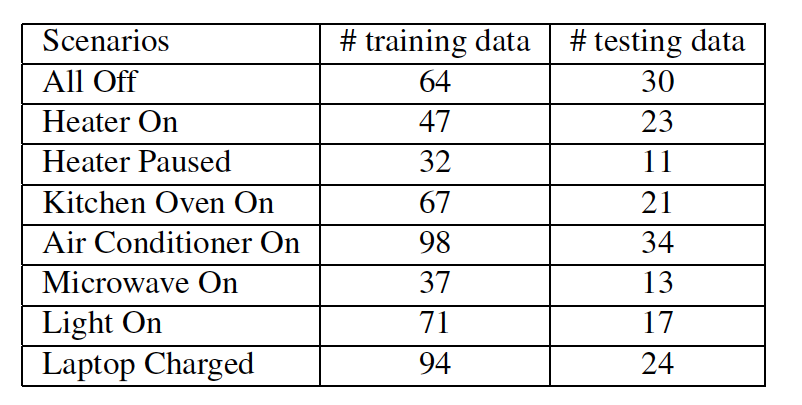 Scenarios # training data # testing data
All Off 64 30
Heater On 47 23
Heater Paused 32 11
Kitchen Oven On 67 21
Air Conditioner On 98 34
Microwave On 37 13
Light On 71 17
Laptop Charged 94 24